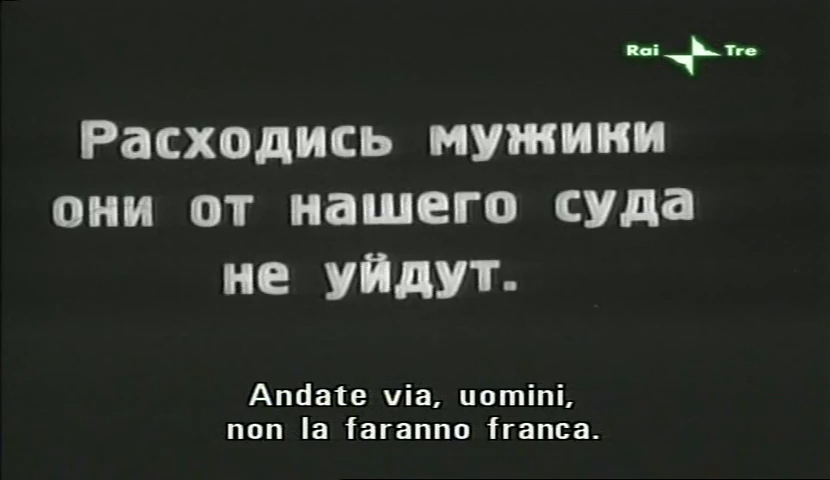 Rai Tre
Расходись мужики
они от нашего суда
не уйдут.
Andate via, uomini,
non la faranno franca.